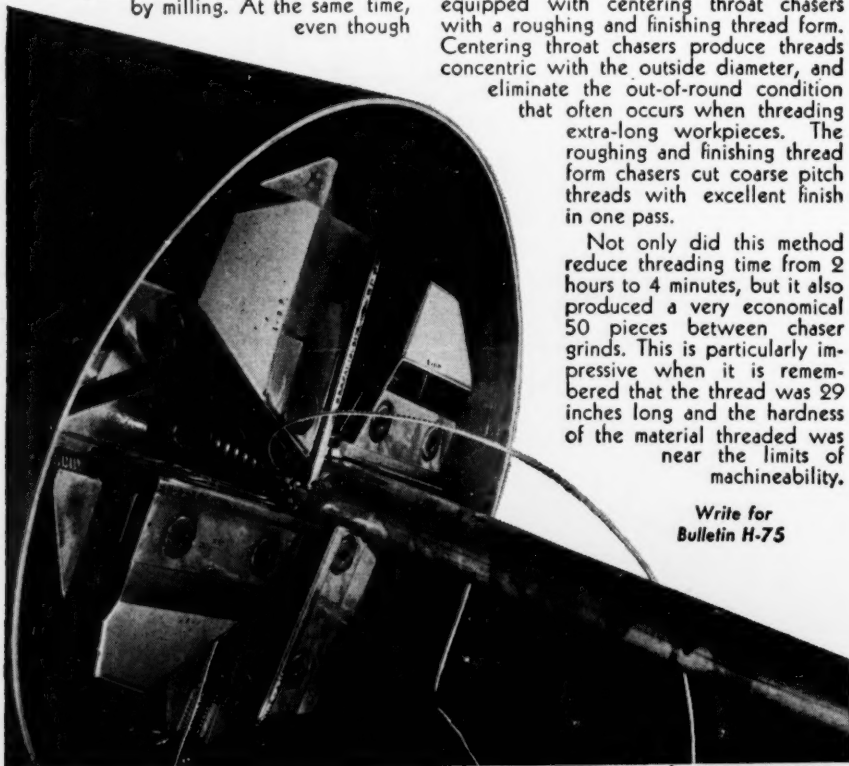 by milling. At the same time,
even though
equipped with centering throat chasers
with a roughing and finishing thread form.
Centering throat chasers produce threads
concentric with the outside diameter, and
eliminate the out-of-round condition
that often occurs when threading
extra-long workpieces. The
roughing and finishing thread
form chasers cut coarse pitch
threads with excellent finish
in one pass.
Not only did this method
reduce threading time from 2
hours to 4 minutes, but it also
produced a very economical
50 pieces between chaser
grinds. This is particularly im-
pressive when it is remem-
bered that the thread was 29
inches long and the hardness
of the material threaded was
near the limits of
machineability.
Write for
Bulletin H-75